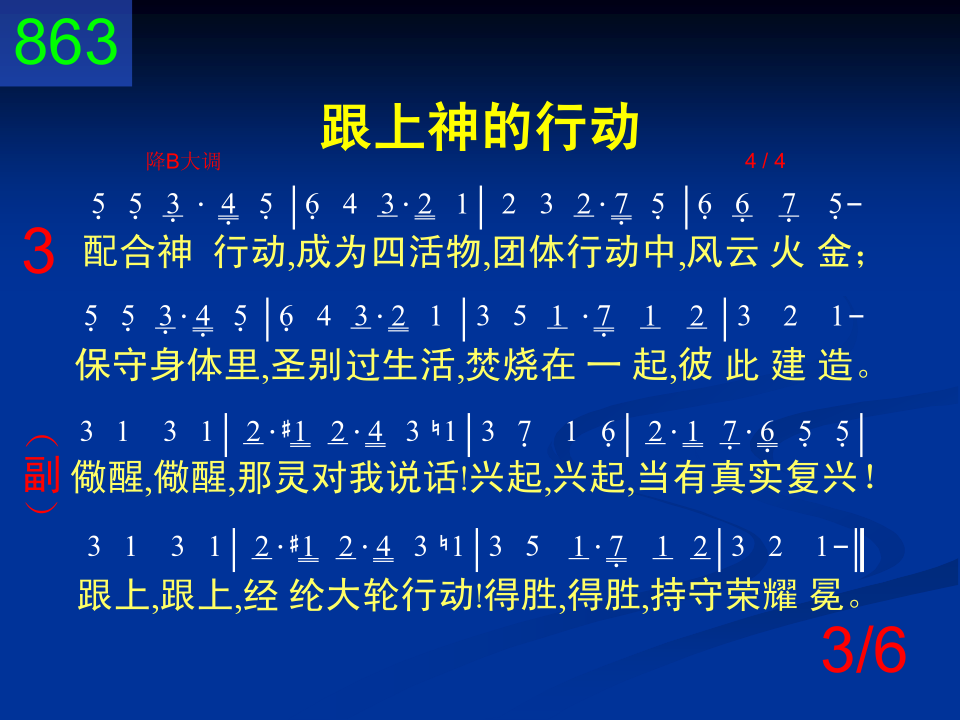 863
跟上神的行动
降B大调 4 / 4
5̣ 5̣ 3̣ · 4̣ 5̣ | 6̣ 4 3 · 2 1 | 2 3 2 · 7̣ 5̣ | 6̣ 6̣ 7̣ 5̣ –
3 配合神 行动,成为四活物,团体行动中,风云 火 金；
5̣ 5̣ 3̣ · 4̣ 5̣ | 6̣ 4 3 · 2 1 | 3 5 1 · 7̣ 1 2 | 3 2 1 –
保守身体里,圣别过生活,焚烧在 一 起,彼 此 建 造。
3 1 3 1 | 2 · #1 2 · 4 3 ♮1 | 3 7̣ 1 6̣ | 2 · 1 7̣ · 6̣ 5̣ 5̣ |
（副） 儆醒,儆醒,那灵对我说话!兴起,兴起,当有真实复兴！
3 1 3 1 | 2 · #1 2 · 4 3 ♮1 | 3 5 1 · 7̣ 1 2 | 3 2 1 – ‖
跟上,跟上,经 纶大轮行动!得胜,得胜,持守荣耀 冕。
3/6